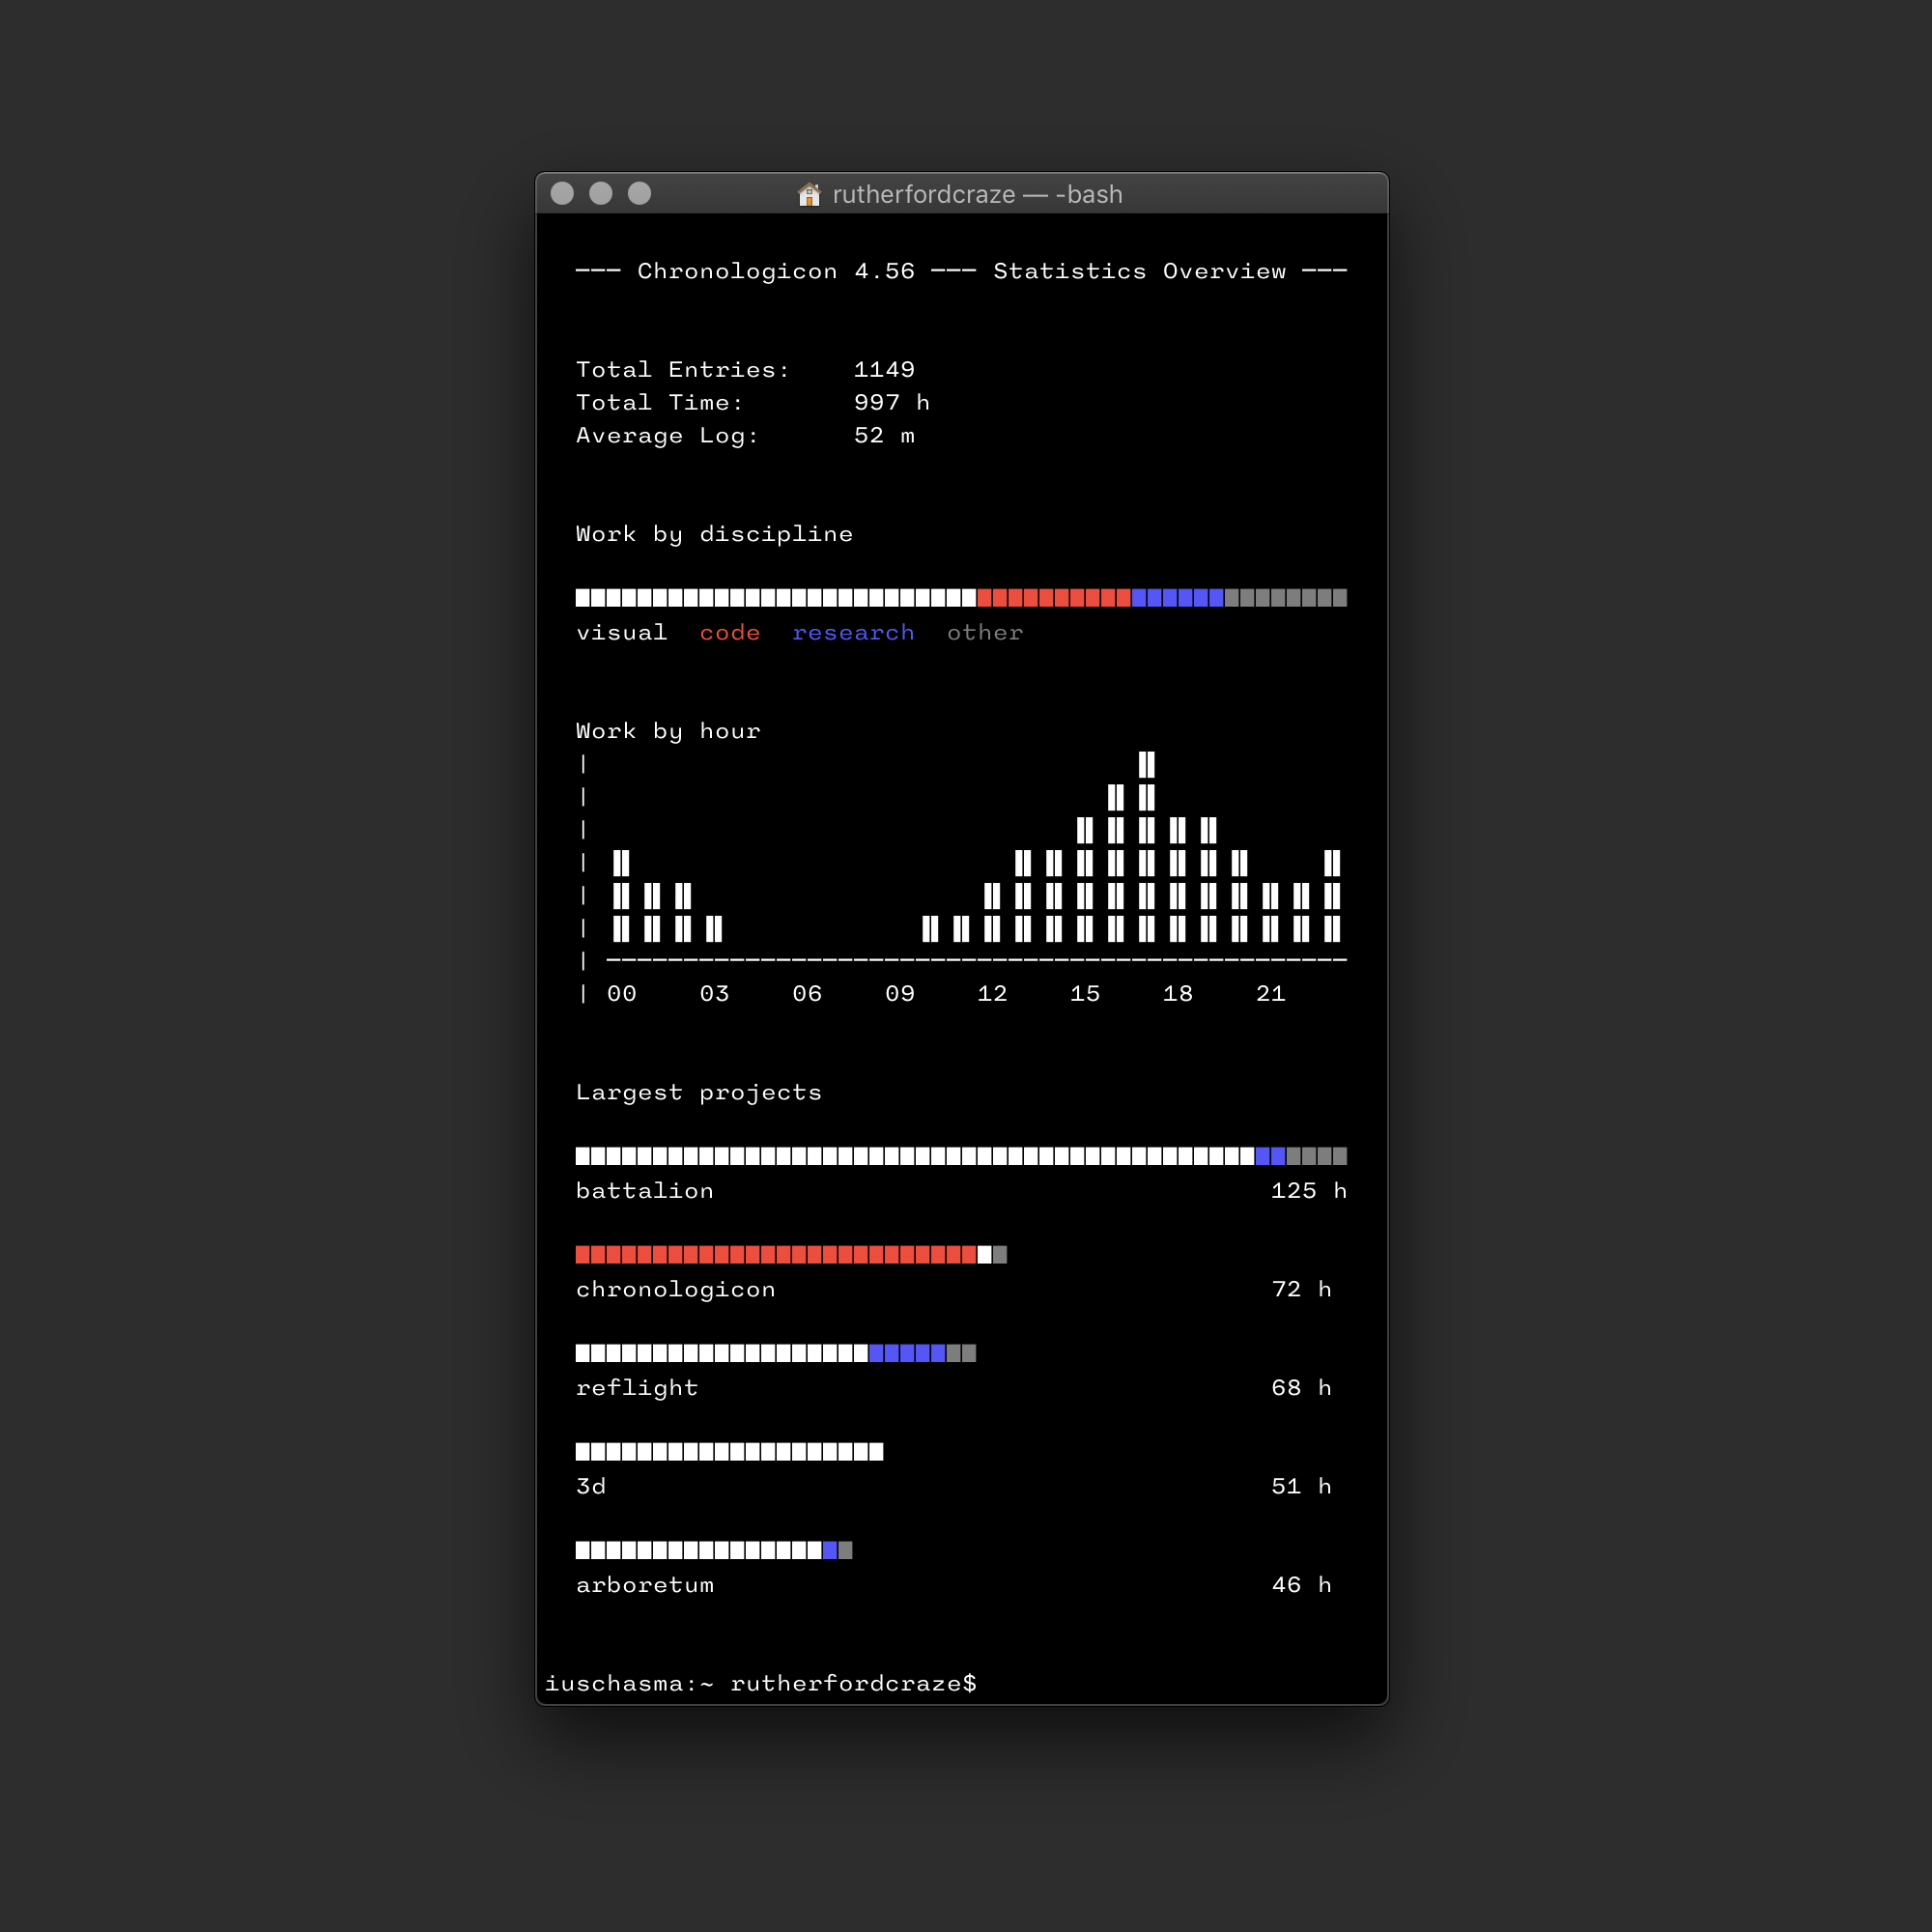 rutherfordcraze — -bash
─── Chronologicon 4.56 ─── Statistics Overview ───
Total Entries: 1149
Total Time: 997 h
Average Log: 52 m
Work by discipline
visual code research other
Work by hour
00 03 06 09 12 15 18 21
Largest projects
battalion 125 h
chronologicon 72 h
reflight 68 h
3d 51 h
arboretum 46 h
iuschasma:~ rutherfordcraze$